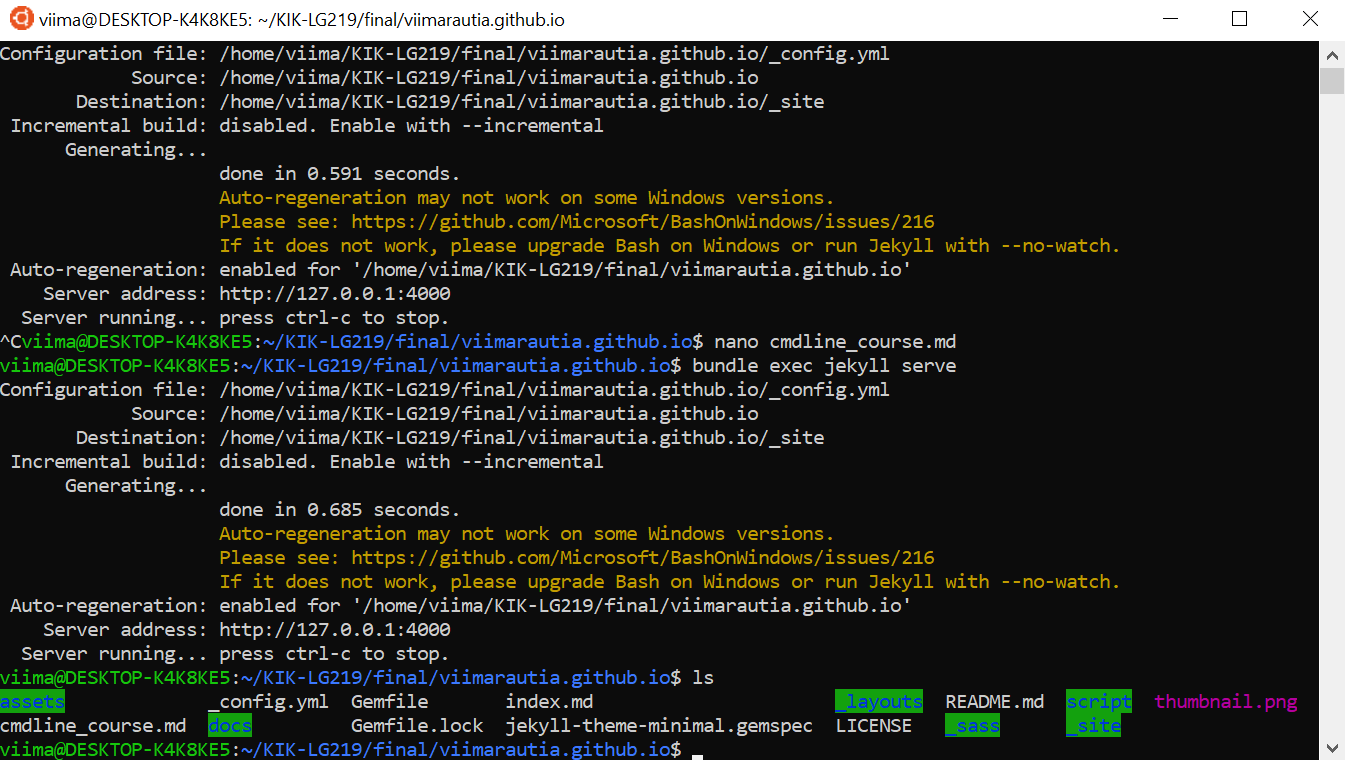 viima@DESKTOP-K4K8KE5: ~/KIK-LG219/final/viimarautia.github.io
Configuration file: /home/viima/KIK-LG219/final/viimarautia.github.io/_config.yml
Source: /home/viima/KIK-LG219/final/viimarautia.github.io
Destination: /home/viima/KIK-LG219/final/viimarautia.github.io/_site
Incremental build: disabled. Enable with --incremental
Generating...
done in 0.591 seconds.
Auto-regeneration may not work on some Windows versions.
Please see: https://github.com/Microsoft/BashOnWindows/issues/216
If it does not work, please upgrade Bash on Windows or run Jekyll with --no-watch.
Auto-regeneration: enabled for '/home/viima/KIK-LG219/final/viimarautia.github.io'
Server address: http://127.0.0.1:4000
Server running... press ctrl-c to stop.
^Cviima@DESKTOP-K4K8KE5:~/KIK-LG219/final/viimarautia.github.io$ nano cmdline_course.md
viima@DESKTOP-K4K8KE5:~/KIK-LG219/final/viimarautia.github.io$ bundle exec jekyll serve
Configuration file: /home/viima/KIK-LG219/final/viimarautia.github.io/_config.yml
Source: /home/viima/KIK-LG219/final/viimarautia.github.io
Destination: /home/viima/KIK-LG219/final/viimarautia.github.io/_site
Incremental build: disabled. Enable with --incremental
Generating...
done in 0.685 seconds.
Auto-regeneration may not work on some Windows versions.
Please see: https://github.com/Microsoft/BashOnWindows/issues/216
If it does not work, please upgrade Bash on Windows or run Jekyll with --no-watch.
Auto-regeneration: enabled for '/home/viima/KIK-LG219/final/viimarautia.github.io'
Server address: http://127.0.0.1:4000
Server running... press ctrl-c to stop.
viima@DESKTOP-K4K8KE5:~/KIK-LG219/final/viimarautia.github.io$ ls
assets _config.yml Gemfile index.md _layouts README.md script thumbnail.png
cmdline_course.md docs Gemfile.lock jekyll-theme-minimal.gemspec LICENSE _sass _site
viima@DESKTOP-K4K8KE5:~/KIK-LG219/final/viimarautia.github.io$